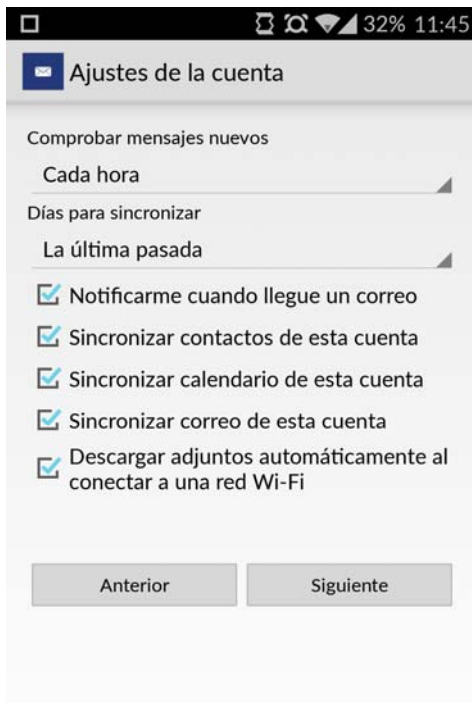 32% 11:45
Ajustes de la cuenta
Comprobar mensajes nuevos
Cada hora
Días para sincronizar
La última pasada
Notificarme cuando llegue un correo
Sincronizar contactos de esta cuenta
Sincronizar calendario de esta cuenta
Sincronizar correo de esta cuenta
Descargar adjuntos automáticamente al
conectar a una red Wi-Fi
Anterior
Siguiente